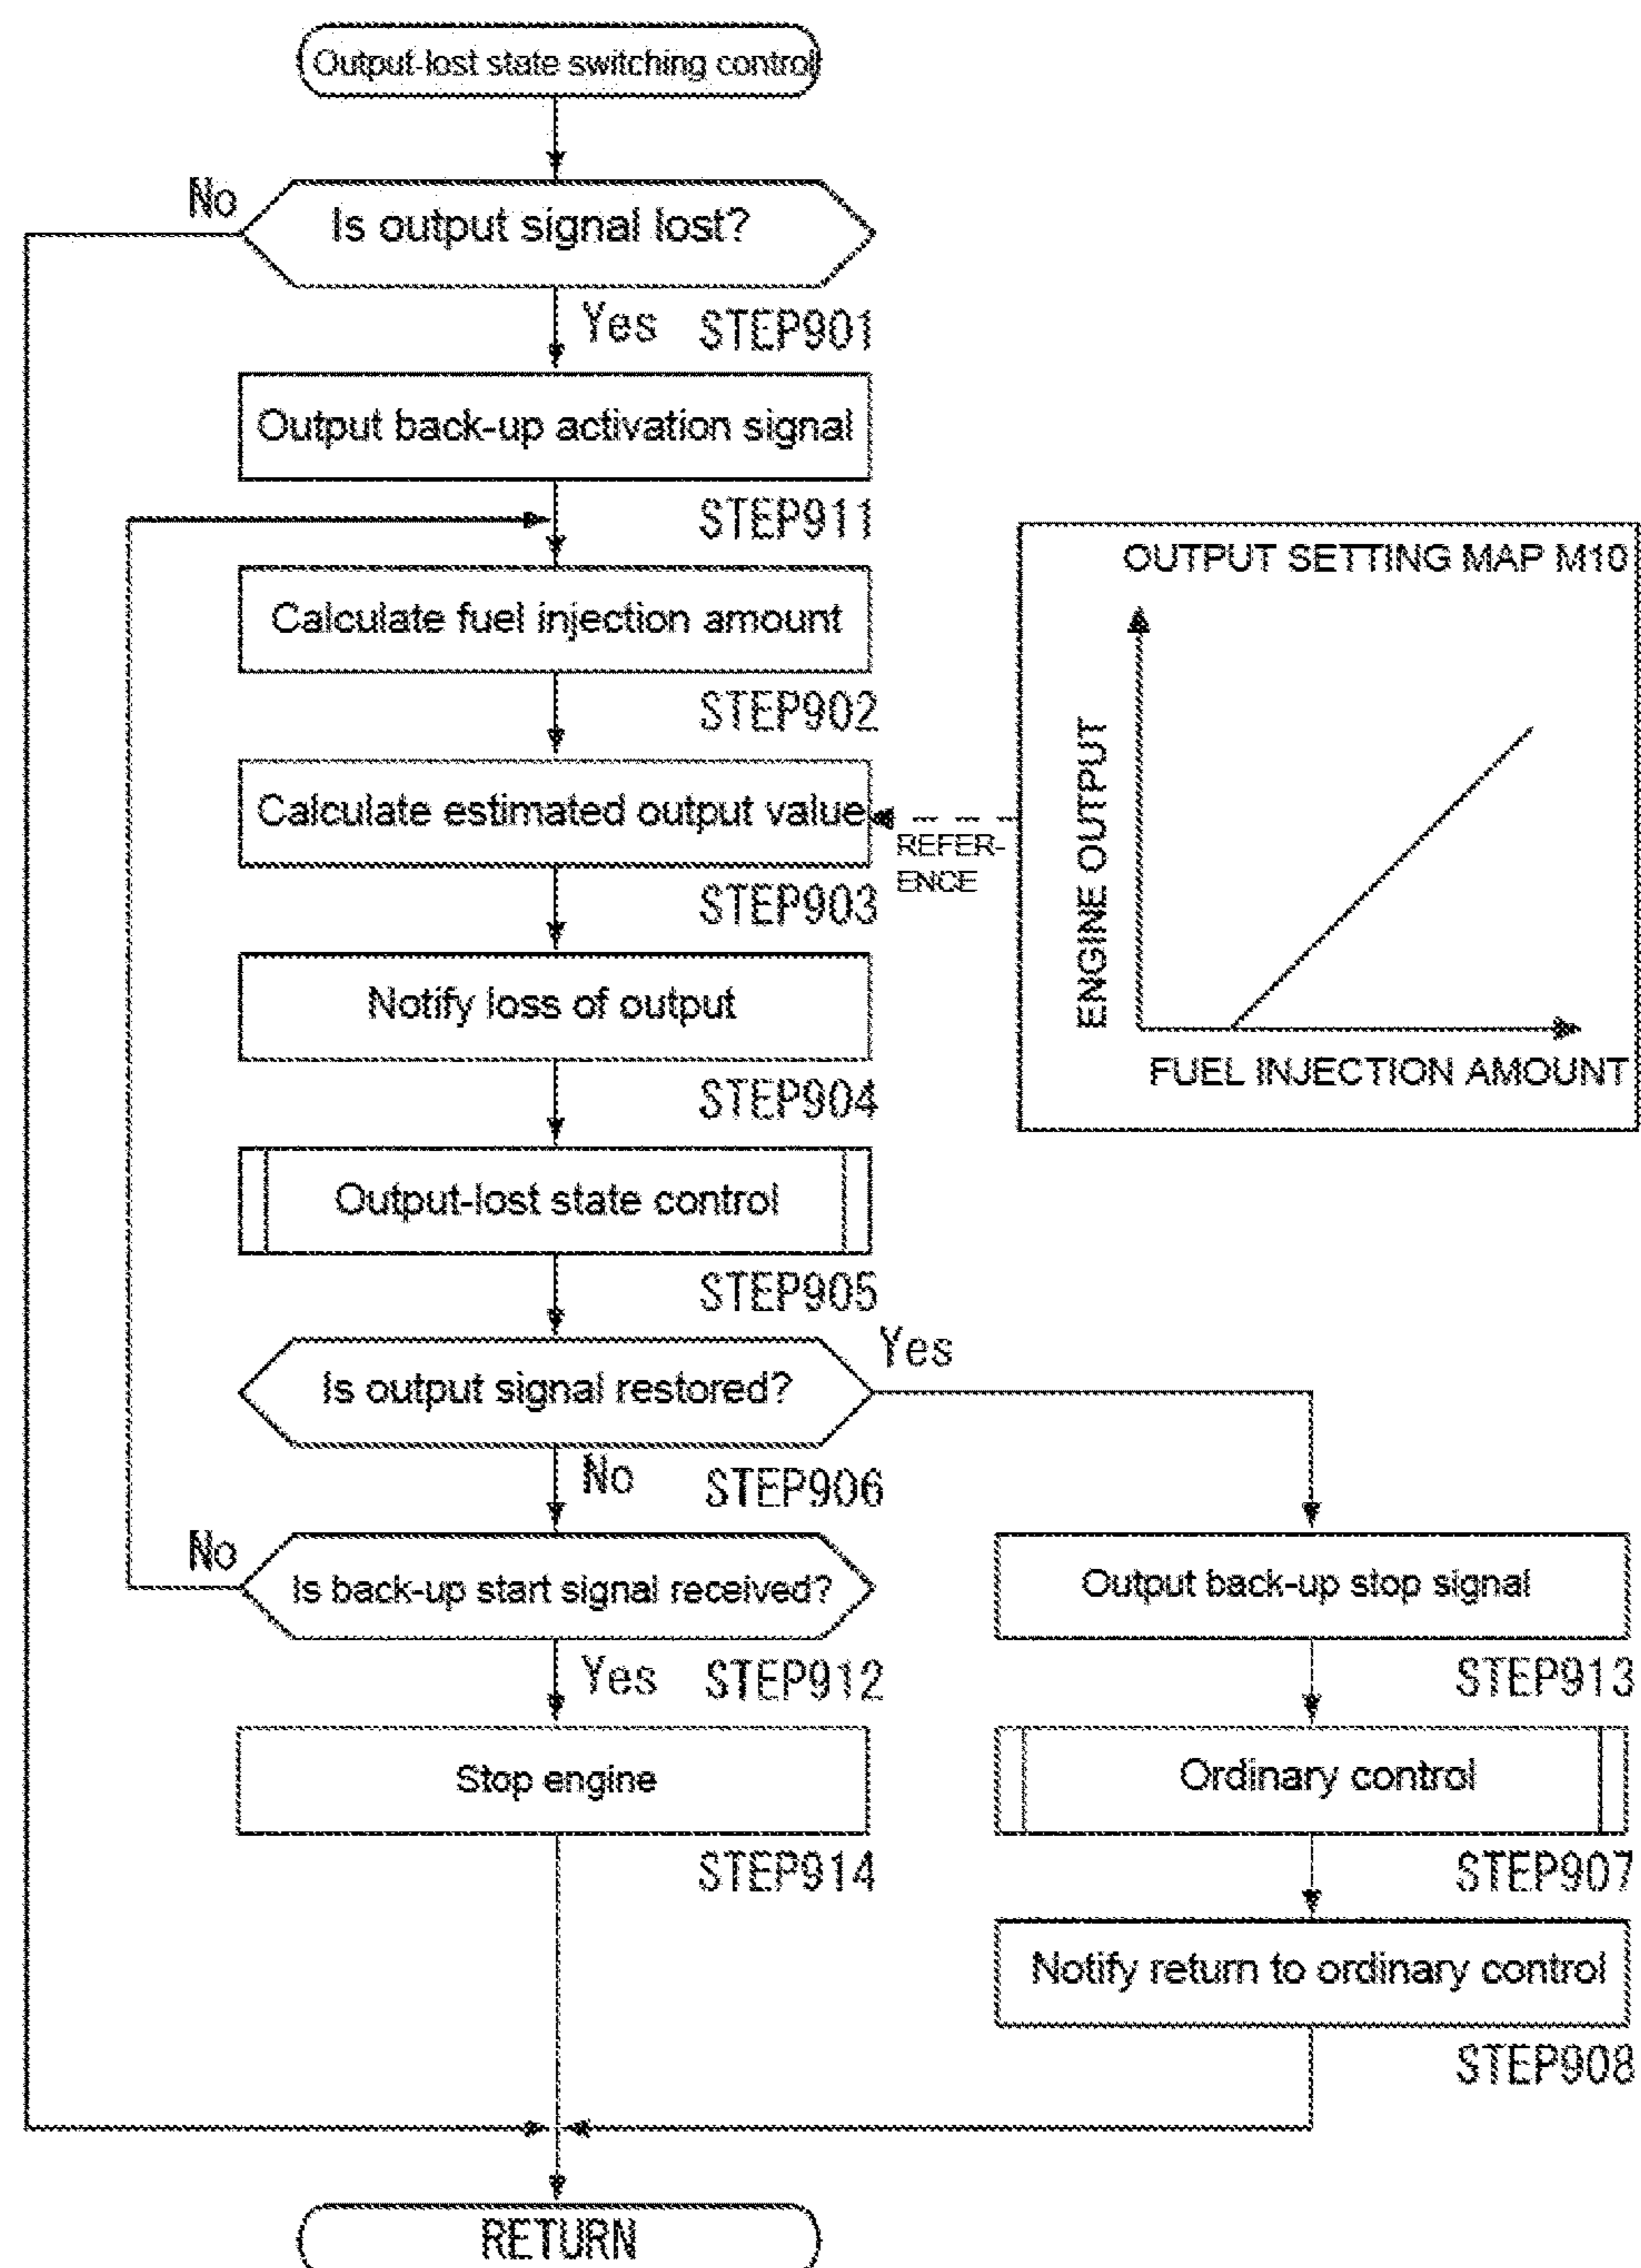 Output-lost state switching control
No
Is output signal lost?
Yes STEP901
Output back-up activation signal
STEP911
Calculate fuel injection amount
STEP902
Calculate estimated output value
STEP903
REFER-
ENCE
OUTPUT SETTING MAP M10
ENGINE OUTPUT
FUEL INJECTION AMOUNT
Notify loss of output
STEP904
Output-lost state control
STEP905
Is output signal restored?
Yes
No STEP906
No
Is back-up start signal received?
Yes STEP912
Stop engine
STEP914
Output back-up stop signal
STEP913
Ordinary control
STEP907
Notify return to ordinary control
STEP908
RETURN